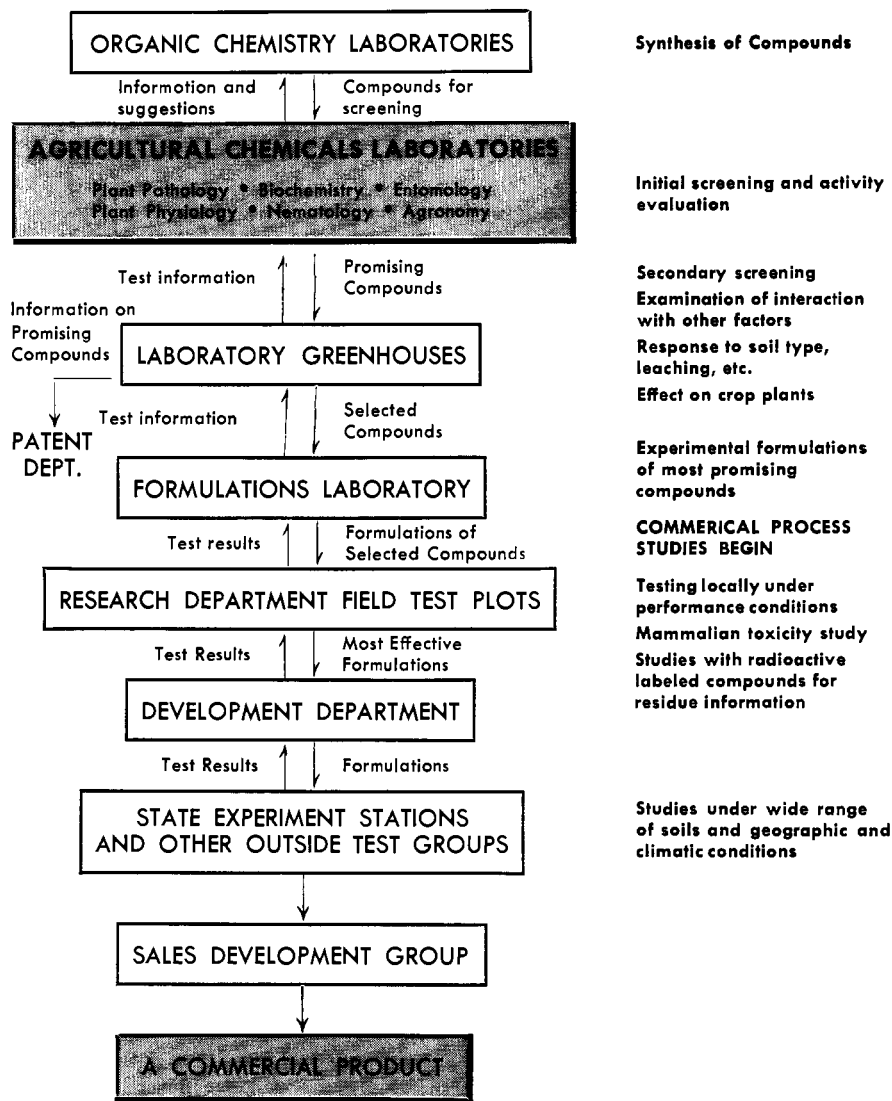 ORGANIC CHEMISTRY LABORATORIES
Synthesis of Compounds
Information and
suggestions
Compounds for
screening
AGRICULTURAL CHEMICALS LABORATORIES
Plant Pathology • Biochemistry • Entomology
Plant Physiology • Nematology • Agronomy
Initial screening and activity
evaluation
Test information
Promising
Compounds
Secondary screening
Examination of interaction
with other factors
Information on
Promising
Compounds
LABORATORY GREENHOUSES
Response to soil type,
leaching, etc.
Effect on crop plants
Test information
Selected
Compounds
PATENT
DEPT.
FORMULATIONS LABORATORY
Experimental formulations
of most promising
compounds
Test results
Formulations of
Selected Compounds
COMMERICAL PROCESS
STUDIES BEGIN
RESEARCH DEPARTMENT FIELD TEST PLOTS
Testing locally under
performance conditions
Mammalian toxicity study
Studies with radioactive
labeled compounds for
residue information
Test Results
Most Effective
Formulations
DEVELOPMENT DEPARTMENT
Test Results
Formulations
STATE EXPERIMENT STATIONS
AND OTHER OUTSIDE TEST GROUPS
Studies under wide range
of soils and geographic and
climatic conditions
SALES DEVELOPMENT GROUP
A COMMERCIAL PRODUCT